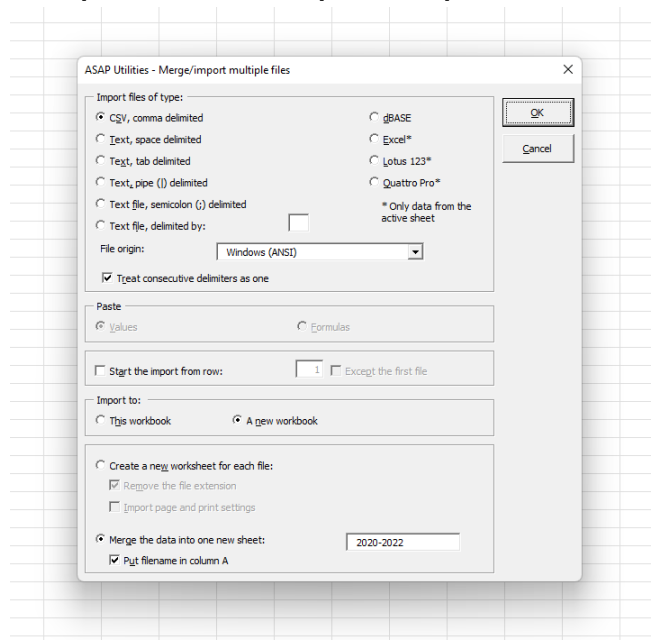 ASAP Utilities - Merge/import multiple files
Import files of type:
CSV, comma delimited
Text, space delimited
Text, tab delimited
Text, pipe (|) delimited
Text file, semicolon (;) delimited
Text file, delimited by:
dBASE
Excel*
Lotus 123*
Quattro Pro*
* Only data from the
active sheet
OK
Cancel
File origin: Windows (ANSI)
Treat consecutive delimiters as one
Paste
Values Formulas
Start the import from row: 1 Except the first file
Import to:
This workbook A new workbook
Create a new worksheet for each file:
Remove the file extension
Import page and print settings
Merge the data into one new sheet: 2020-2022
Put filename in column A